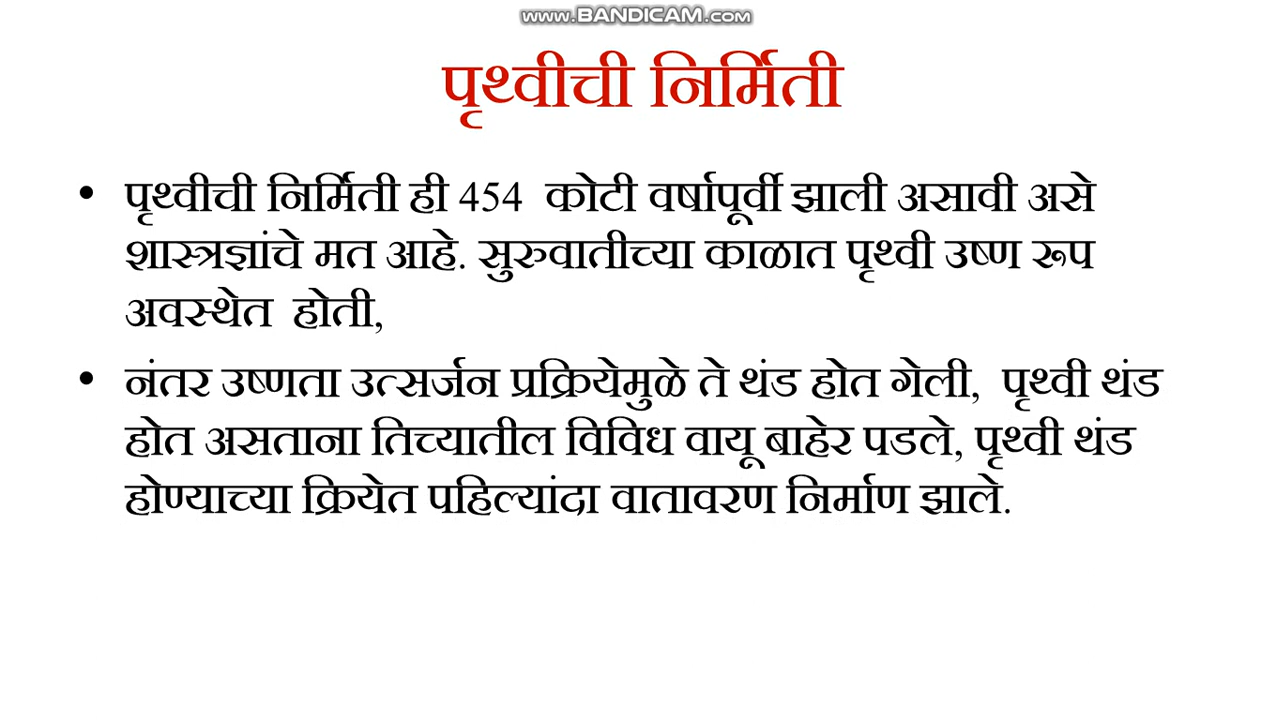 www.BANDICAM.com
पृथ्वीची निर्मिती
• पृथ्वीची निर्मिती ही 454 कोटी वर्षापूर्वी झाली असावी असे
शास्त्रज्ञांचे मत आहे. सुरुवातीच्या काळात पृथ्वी उष्ण रूप
अवस्थेत होती,
• नंतर उष्णता उत्सर्जन प्रक्रियेमुळे ते थंड होत गेली, पृथ्वी थंड
होत असताना तिच्यातील विविध वायू बाहेर पडले, पृथ्वी थंड
होण्याच्या क्रियेत पहिल्यांदा वातावरण निर्माण झाले.